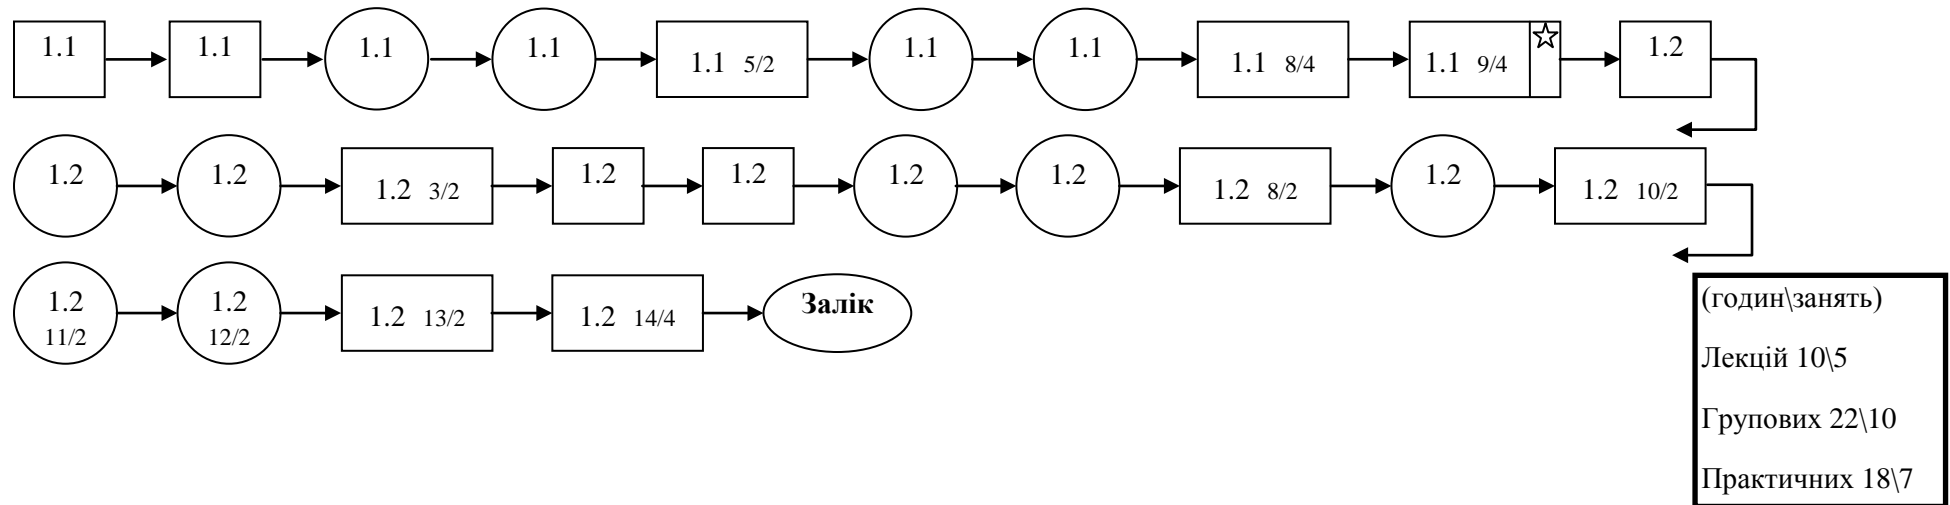 1.1 1.1 1.1 1.1 1.1 5/2 1.1 1.1 1.1 8/4 1.1 9/4 1.2
1.2 1.2 1.2 3/2 1.2 1.2 1.2 1.2 1.2 8/2 1.2 1.2 10/2
1.2 1.2 1.2 13/2 1.2 14/4 Залік
11/2 12/2
(годин\занять)
Лекцій 10\5
Групових 22\10
Практичних 18\7